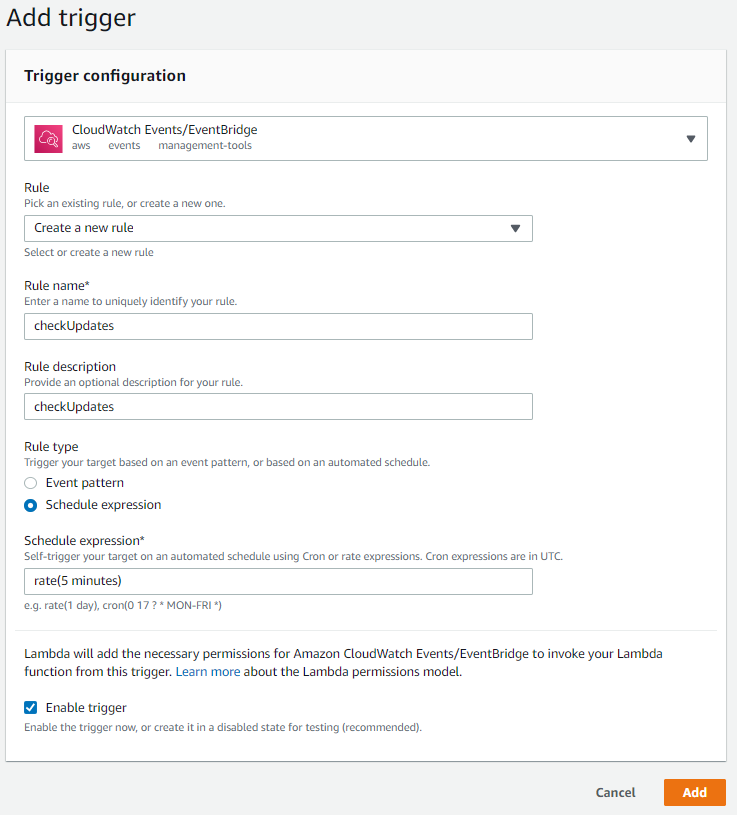 Add trigger
Trigger configuration
CloudWatch Events/EventBridge
aws events management-tools
Rule
Pick an existing rule, or create a new one.
Create a new rule
Select or create a new rule
Rule name*
Enter a name to uniquely identify your rule.
checkUpdates
Rule description
Provide an optional description for your rule.
checkUpdates
Rule type
Trigger your target based on an event pattern, or based on an automated schedule.
Event pattern
Schedule expression
Schedule expression*
Self-trigger your target on an automated schedule using Cron or rate expressions. Cron expressions are in UTC.
rate(5 minutes)
e.g. rate(1 day), cron(0 17 ? * MON-FRI *)
Lambda will add the necessary permissions for Amazon CloudWatch Events/EventBridge to invoke your Lambda
function from this trigger. Learn more about the Lambda permissions model.
Enable trigger
Enable the trigger now, or create it in a disabled state for testing (recommended).
Cancel Add